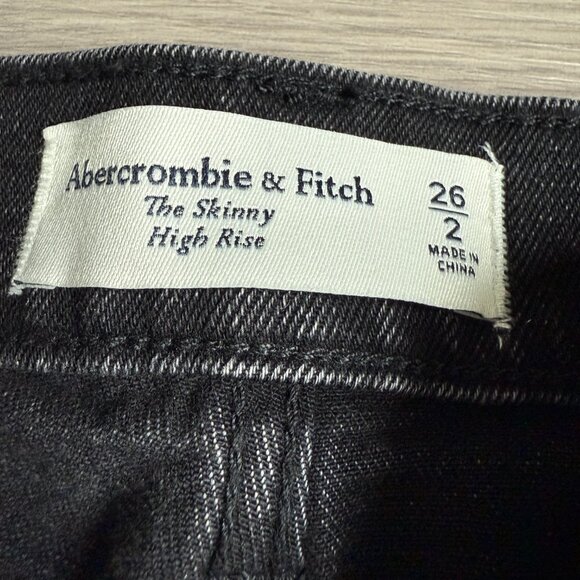 Abercrombie & Fitch
The Skinny
High Rise
26
2
MADE IN
CHINA